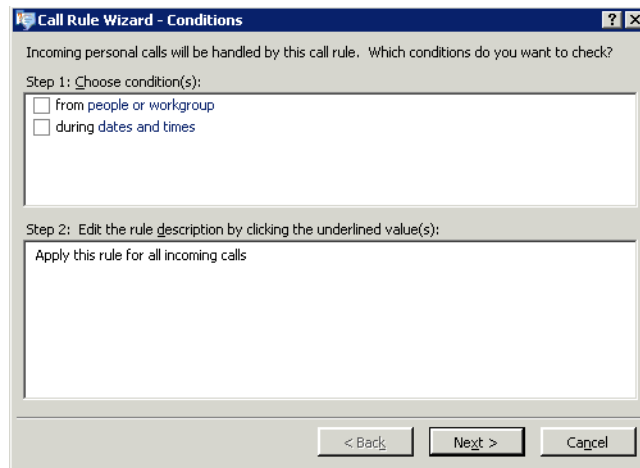 Call Rule Wizard - Conditions
Incoming personal calls will be handled by this call rule. Which conditions do you want to check?
Step 1: Choose condition(s):
from people or workgroup
during dates and times
Step 2: Edit the rule description by clicking the underlined value(s):
Apply this rule for all incoming calls
< Back Next > Cancel